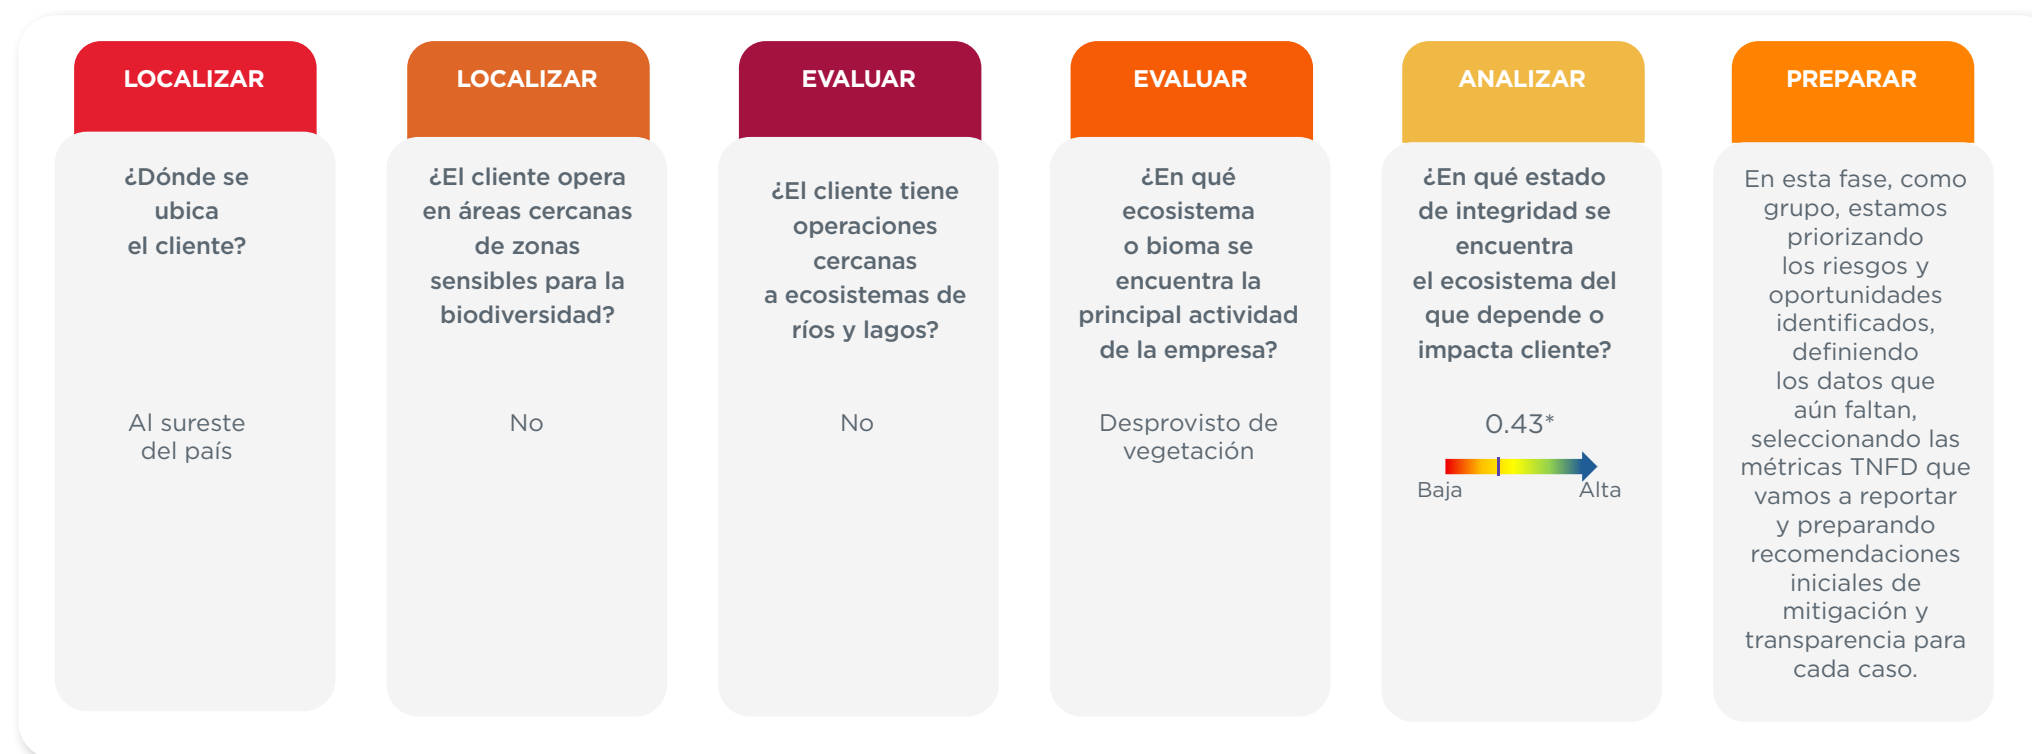 LOCALIZAR
¿Dónde se
ubica
el cliente?
Al sureste
del país
LOCALIZAR
¿El cliente opera
en áreas cercanas
de zonas
sensibles para la
biodiversidad?
No
EVALUAR
¿El cliente tiene
operaciones
cercanas
a ecosistemas de
ríos y lagos?
No
EVALUAR
¿En qué
ecosistema
o bioma se
encuentra la
principal actividad
de la empresa?
Desprovisto de
vegetación
ANALIZAR
¿En qué estado
de integridad se
encuentra
el ecosistema del
que depende o
impacta cliente?
0.43*
Baja
Alta
PREPARAR
En esta fase, como
grupo, estamos
priorizando
los riesgos y
oportunidades
identificados,
definiendo
los datos que
aún faltan,
seleccionando las
métricas TNFD que
vamos a reportar
y preparando
recomendaciones
iniciales de
mitigación y
transparencia para
cada caso.